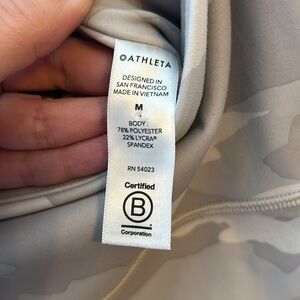 ATHLETA
DESIGNED IN
SAN FRANCISCO
MADE IN VIETNAM
M
BODY:
78% POLYESTER
22% LYCRA®
SPANDEX
RN 54023
Certified
B
Corporation